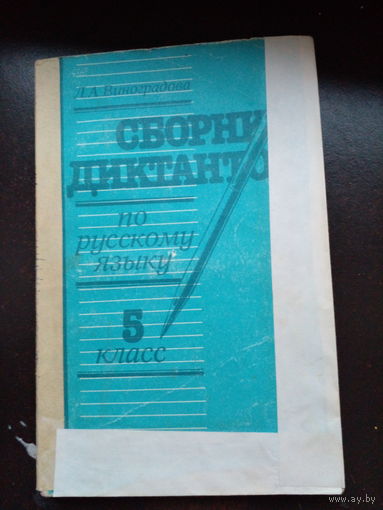 Л.А.Виноградова
СБОРНИ
ДИКТАНТО
по
русскому
языку
5
класс
www.ay.by